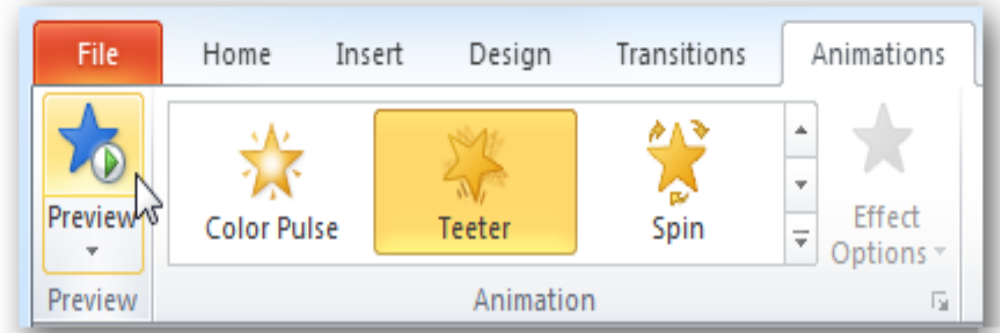 File Home Insert Design Transitions Animations
Preview
Color Pulse Teeter Spin
Effect
Options
Preview Animation